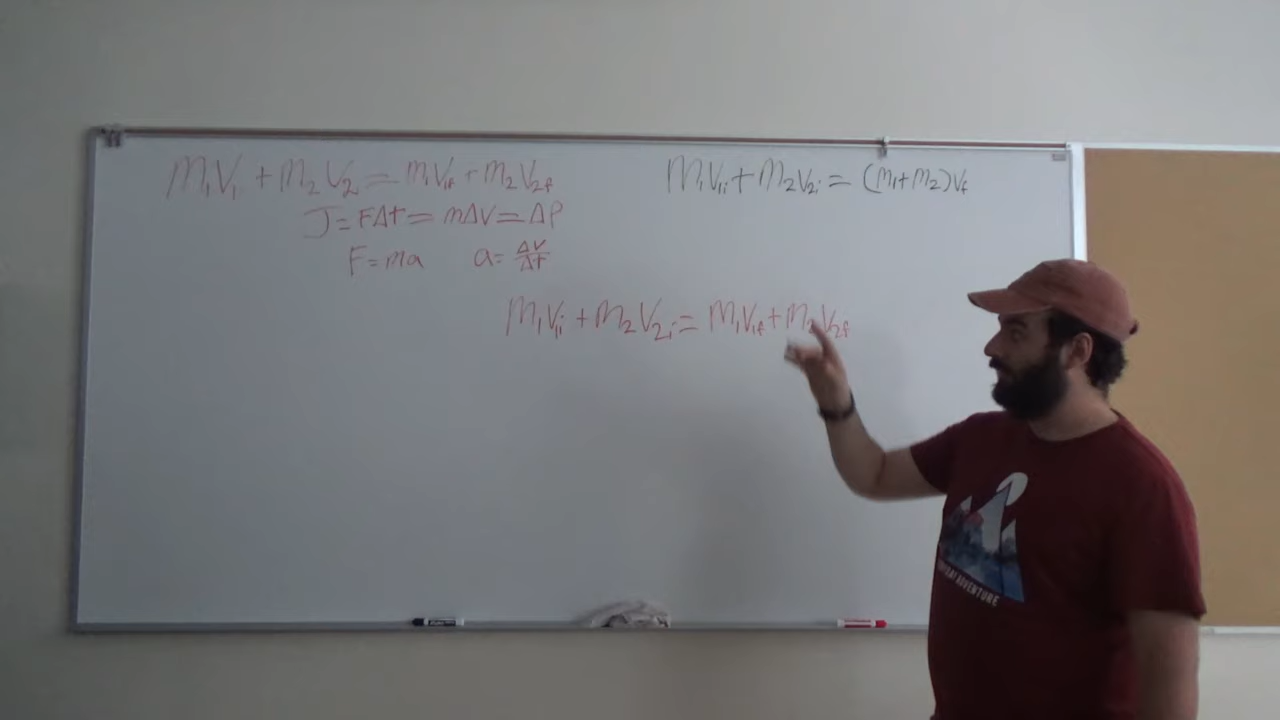 m₁V₁ + m₂V₂ = m₁V₁f + m₂V₂f
m₁V₁i + m₂V₂i = (m₁+m₂)Vf
J = FΔt = mΔV = ΔP
F = ma a = ΔV/Δt
m₁V₁i + m₂V₂i = m₁V₁f + m₂V₂f
ADVENTURE